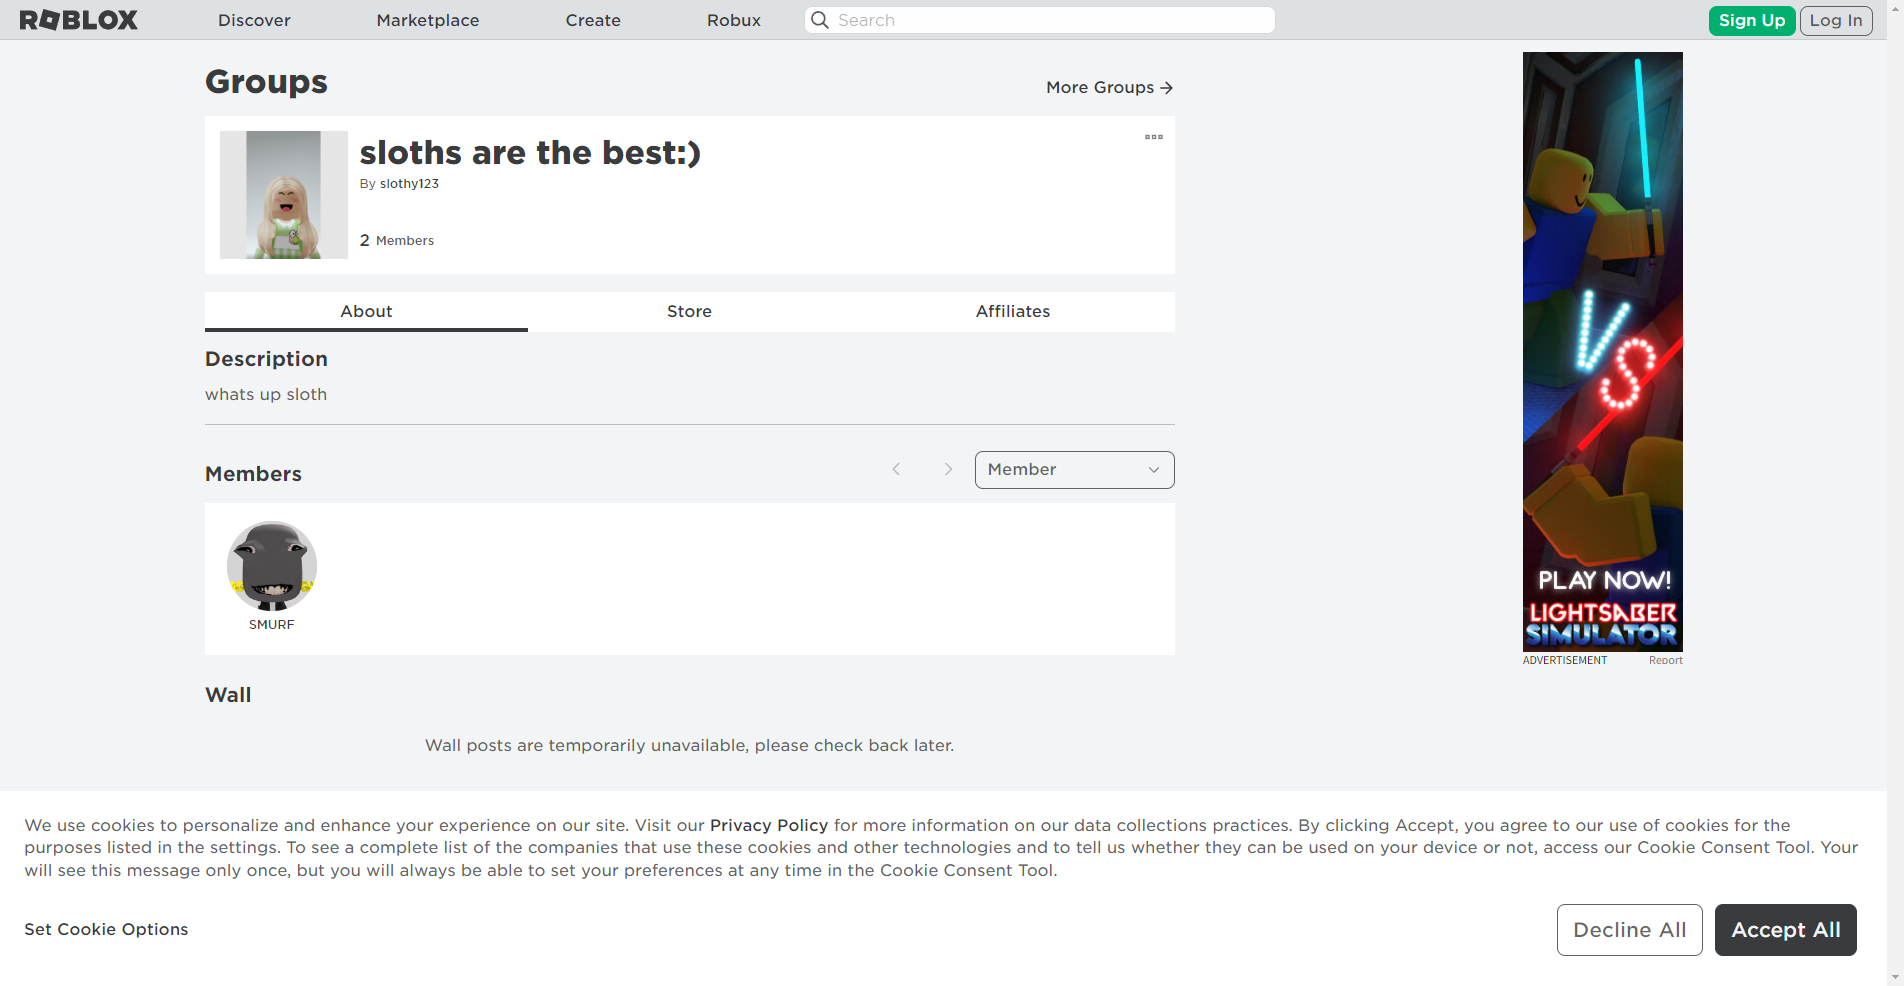 ROBLOX
Discover
Marketplace
Create
Robux
Search
Sign Up
Log In
Groups
More Groups
sloths are the best:)
By slothy123
2 Members
About
Store
Affiliates
Description
whats up sloth
Members
Member
SMURF
Wall
Wall posts are temporarily unavailable, please check back later.
VS
PLAY NOW!
LIGHTSABER
SIMULATOR
ADVERTISEMENT
Report
We use cookies to personalize and enhance your experience on our site. Visit our Privacy Policy for more information on our data collections practices. By clicking Accept, you agree to our use of cookies for the
purposes listed in the settings. To see a complete list of the companies that use these cookies and other technologies and to tell us whether they can be used on your device or not, access our Cookie Consent Tool. Your
will see this message only once, but you will always be able to set your preferences at any time in the Cookie Consent Tool.
Set Cookie Options
Decline All
Accept All